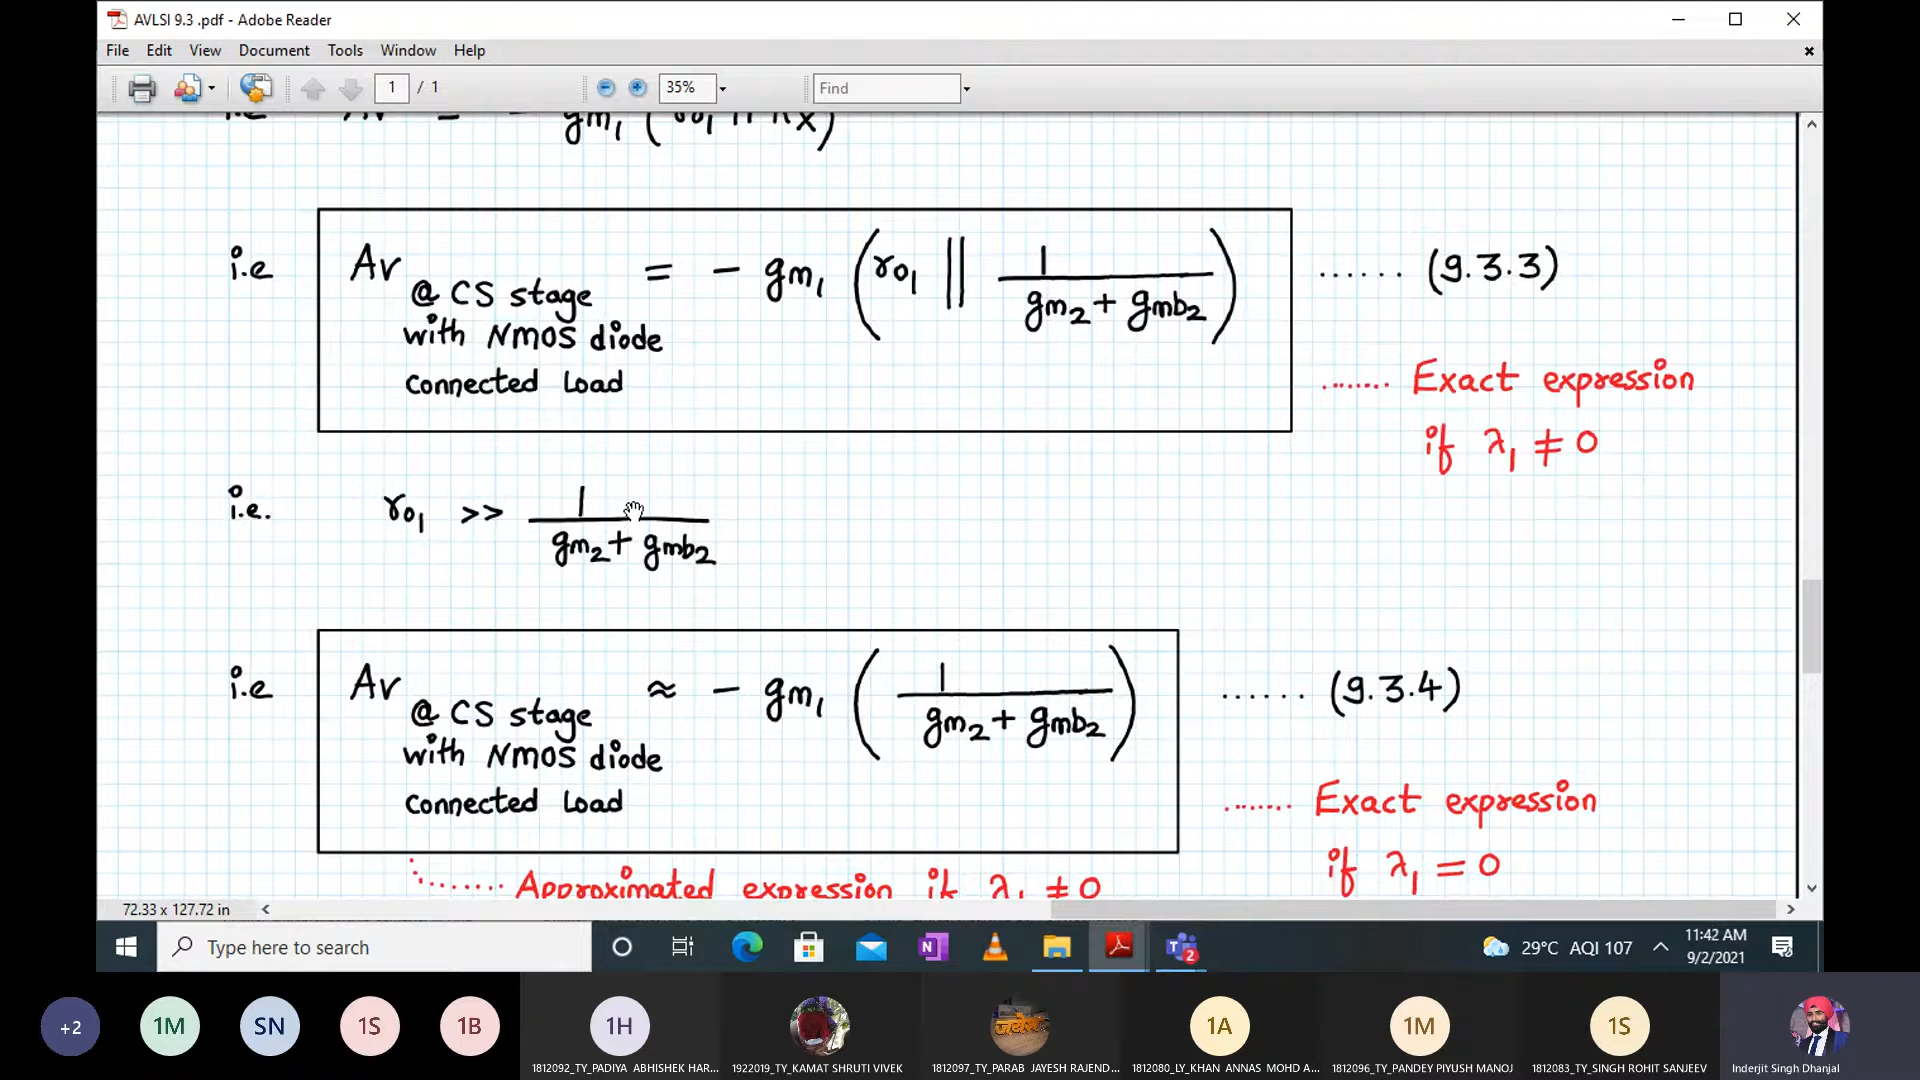 AVLSI 9.3 .pdf - Adobe Reader
File Edit View Document Tools Window Help
1 / 1 35% Find
gm1 ( ro1 || Rx )
i.e Av @ CS stage with NMOS diode connected Load = - gm1 ( ro1 || 1 / gm2 + gmb2 ) ...... (9.3.3)
....... Exact expression
if λ1 ≠ 0
i.e. ro1 >> 1 / gm2 + gmb2
i.e Av @ CS stage with NMOS diode connected Load ≈ - gm1 ( 1 / gm2 + gmb2 ) ...... (9.3.4)
....... Exact expression
if λ1 = 0
....... Approximated expression if λ1 ≠ 0
72.33 x 127.72 in
Type here to search
2
29°C AQI 107
11:42 AM
9/2/2021
+2 1M SN 1S 1B 1H 1A 1M 1S
1812092_TY_PADIYA ABHISHEK HAR...
1922019_TY_KAMAT SHRUTI VIVEK
1812097_TY_PARAB JAYESH RAJEND...
1812080_LY_KHAN ANNAS MOHD A...
1812096_TY_PANDEY PIYUSH MANOJ
1812083_TY_SINGH ROHIT SANJEEV
Inderjit Singh Dhanjal